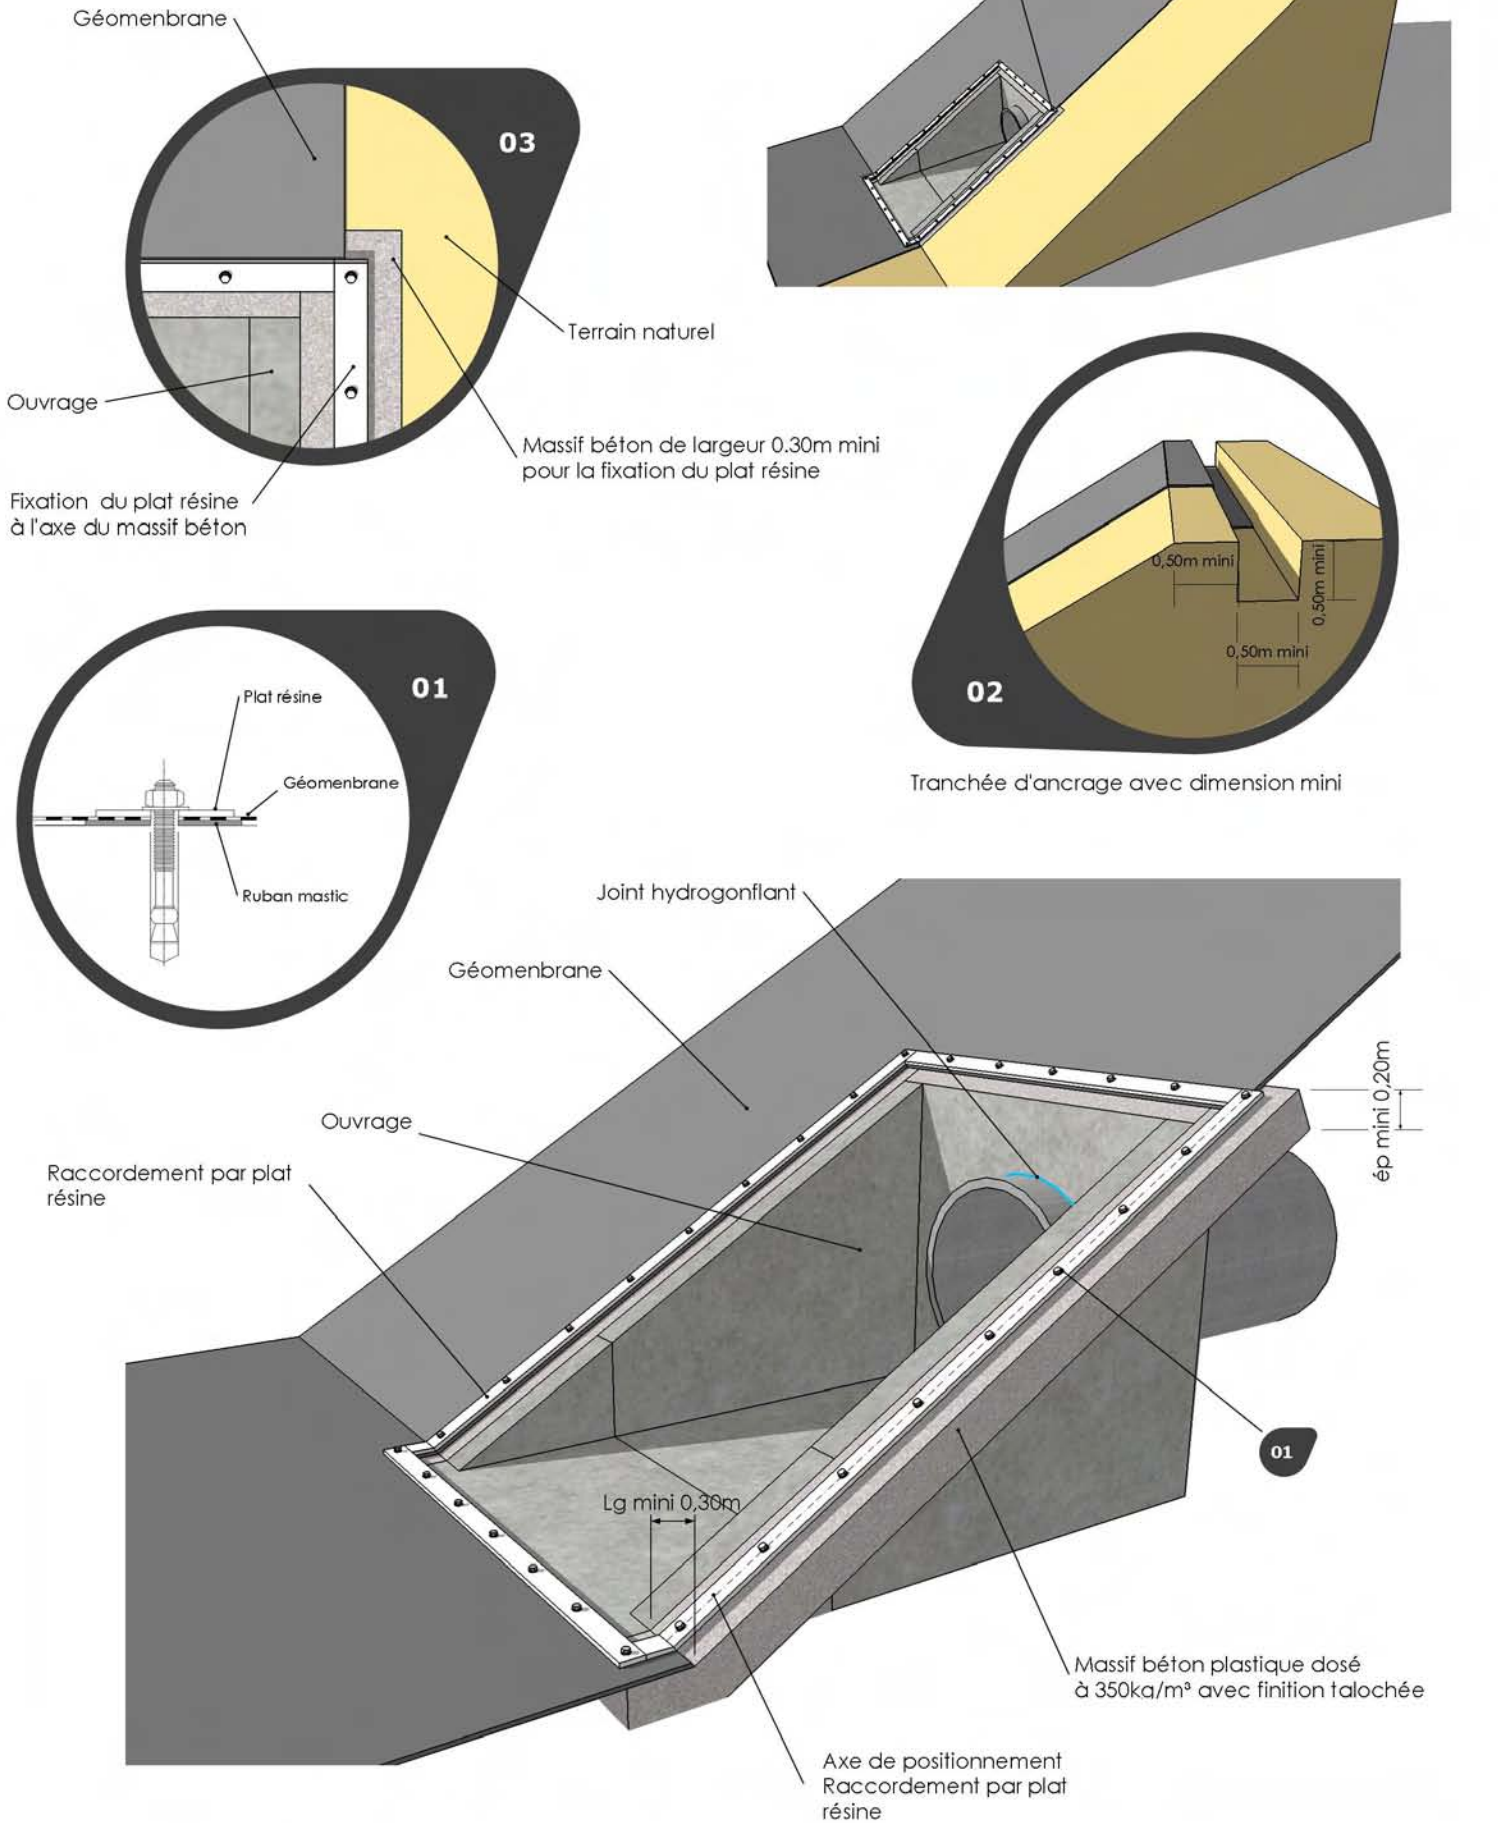 Géomenbrane
03
Terrain naturel
Ouvrage
Massif béton de largeur 0.30m mini
pour la fixation du plat résine
Fixation du plat résine
à l'axe du massif béton
0,50m mini
0,50m mini
0,50m mini
02
Tranchée d'ancrage avec dimension mini
01
Plat résine
Géomenbrane
Ruban mastic
Joint hydrogonflant
Géomenbrane
Ouvrage
Raccordement par plat
résine
ép mini 0,20m
01
Lg mini 0,30m
Massif béton plastique dosé
à 350kg/m³ avec finition talochée
Axe de positionnement
Raccordement par plat
résine